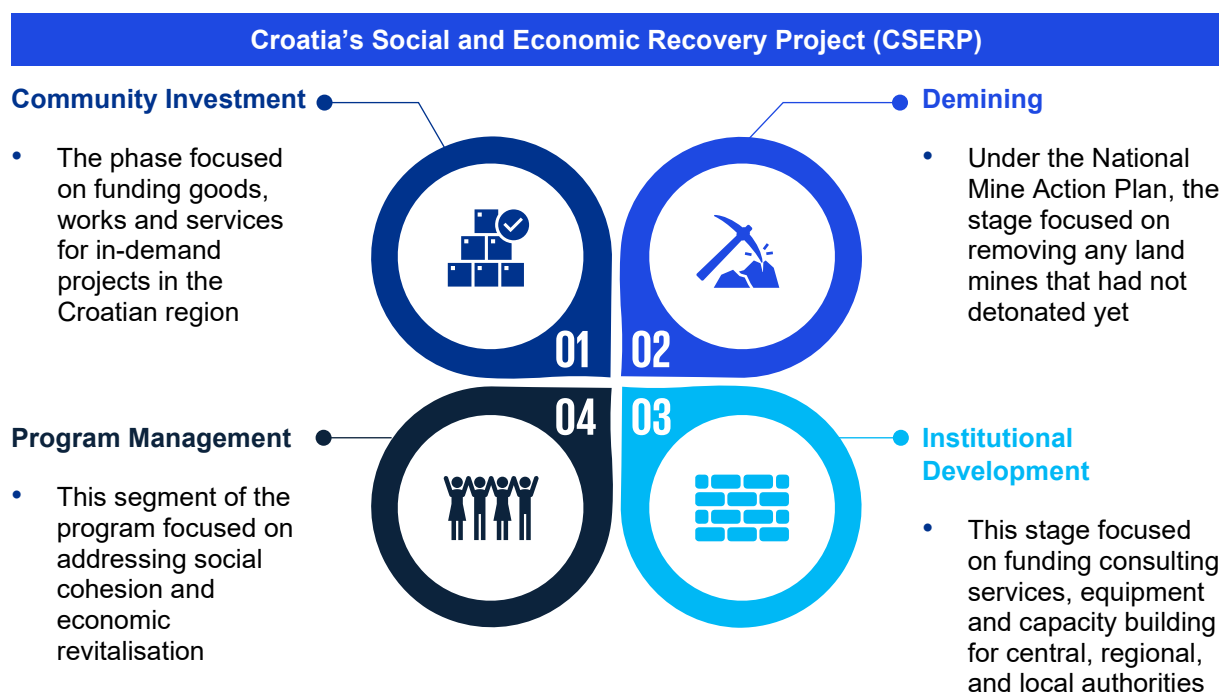 Croatia’s Social and Economic Recovery Project (CSERP)
Community Investment
• The phase focused
on funding goods,
works and services
for in-demand
projects in the
Croatian region
01
Demining
• Under the National
Mine Action Plan, the
stage focused on
removing any land
mines that had not
detonated yet
02
Institutional
Development
• This stage focused
on funding consulting
services, equipment
and capacity building
for central, regional,
and local authorities
03
Program Management
• This segment of the
program focused on
addressing social
cohesion and
economic
revitalisation
04